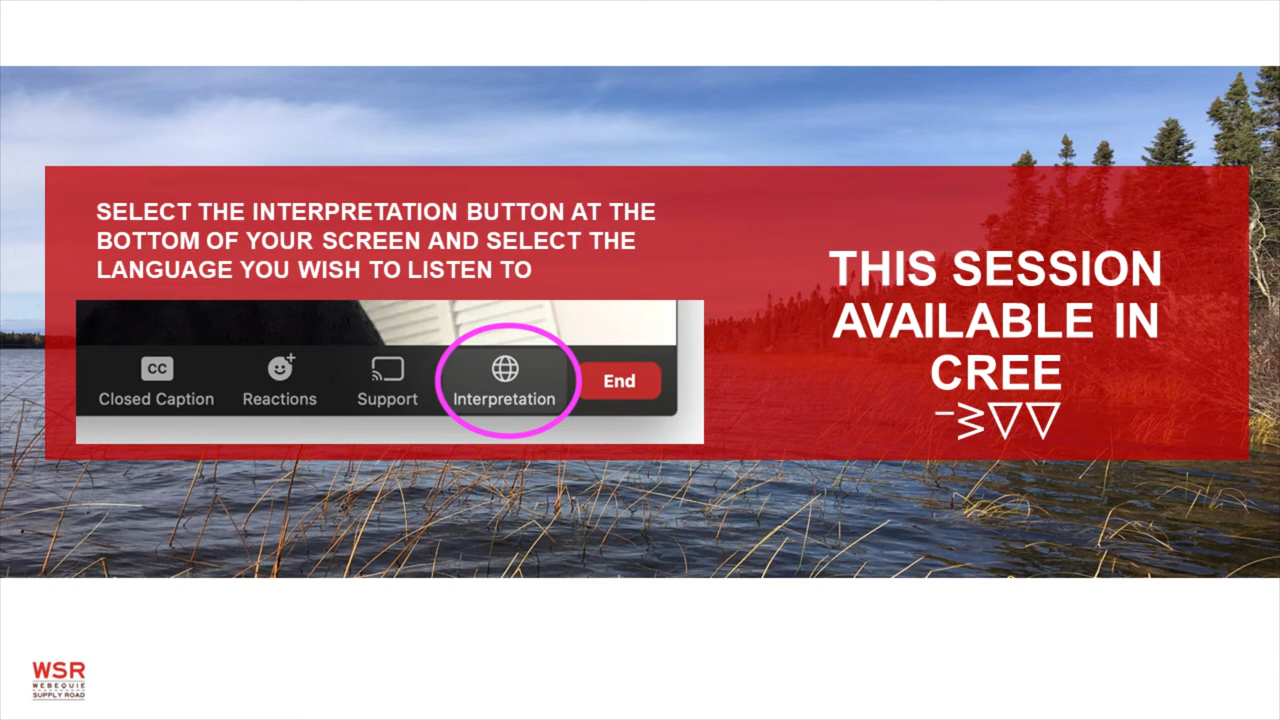 SELECT THE INTERPRETATION BUTTON AT THE
BOTTOM OF YOUR SCREEN AND SELECT THE
LANGUAGE YOU WISH TO LISTEN TO
CC
Closed Caption
Reactions
Support
Interpretation
End
THIS SESSION
AVAILABLE IN
CREE
WSR
WEBEQUIE
SUPPLY ROAD